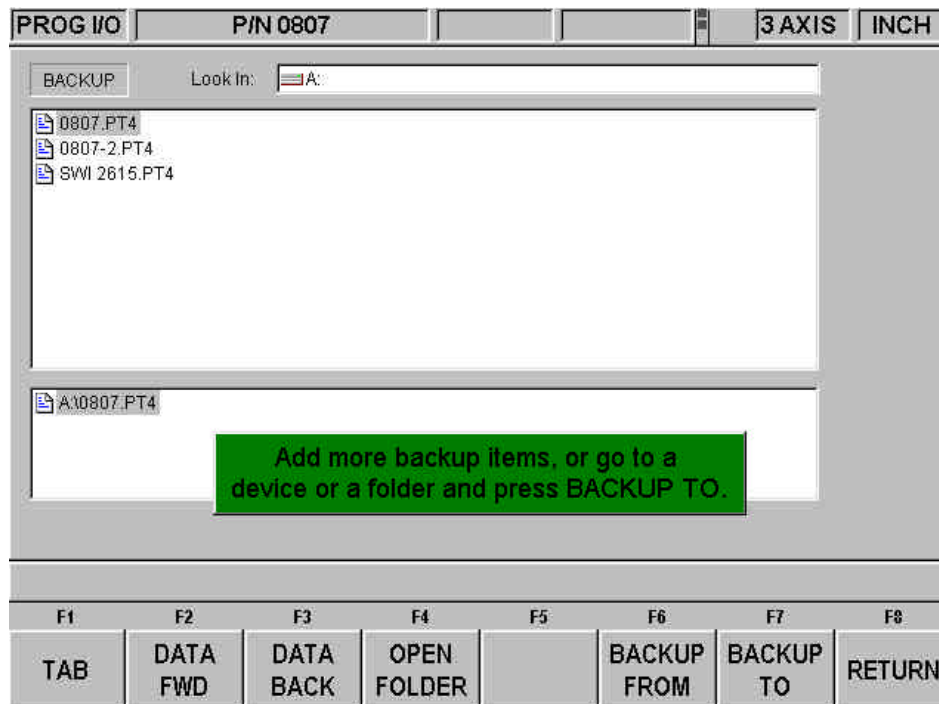 PROG I/O P/N 0807 3 AXIS INCH
BACKUP Look In: A:
0807.PT4
0807-2.PT4
SWI 2615.PT4
A:\0807.PT4
Add more backup items, or go to a
device or a folder and press BACKUP TO.
F1 F2 F3 F4 F5 F6 F7 F8
TAB DATA FWD DATA BACK OPEN FOLDER BACKUP FROM BACKUP TO RETURN